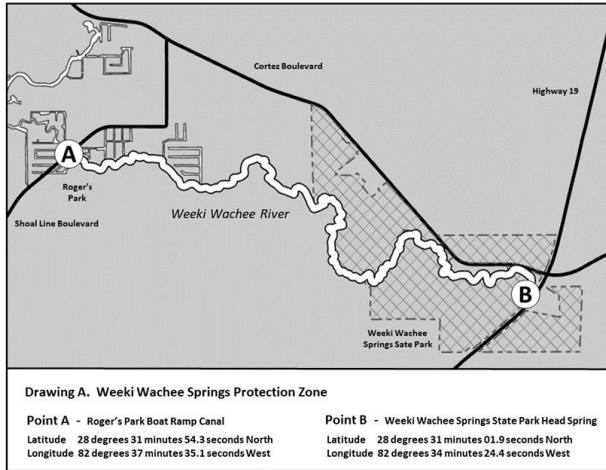 Cortez Boulevard
Highway 19
A
Roger's
Park
Weeki Wachee River
Shoal Line Boulevard
B
Weeki Wachee
Springs Sate Park
Drawing A. Weeki Wachee Springs Protection Zone
Point A - Roger's Park Boat Ramp Canal
Latitude 28 degrees 31 minutes 54.3 seconds North
Longitude 82 degrees 37 minutes 35.1 seconds West
Point B - Weeki Wachee Springs State Park Head Spring
Latitude 28 degrees 31 minutes 01.9 seconds North
Longitude 82 degrees 34 minutes 24.4 seconds West